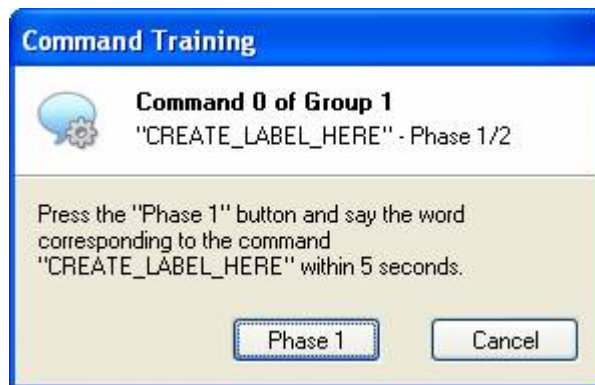 Command Training
Command 0 of Group 1
"CREATE_LABEL_HERE" - Phase 1/2
Press the "Phase 1" button and say the word
corresponding to the command
"CREATE_LABEL_HERE" within 5 seconds.
Phase 1
Cancel